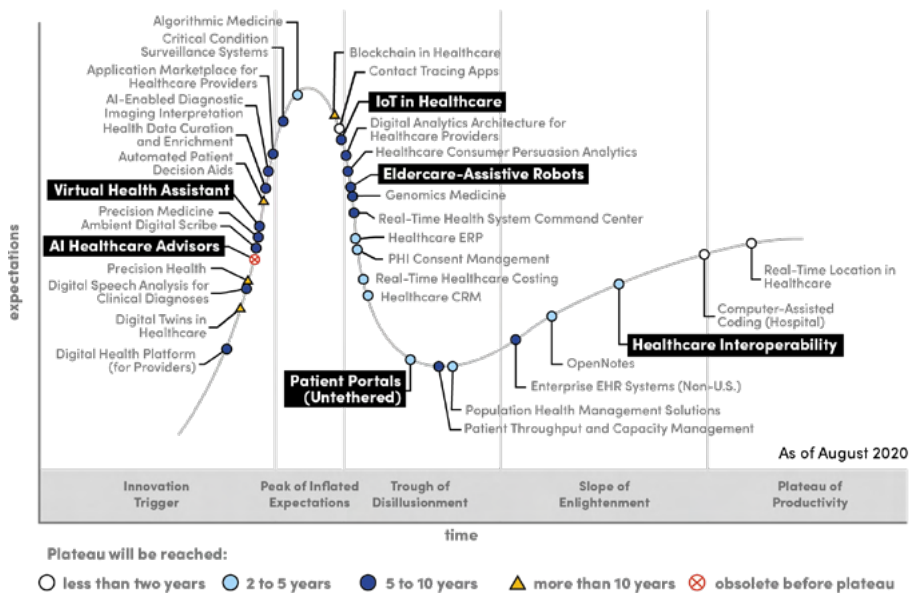 Algorithmic Medicine
Critical Condition
Surveillance Systems
Application Marketplace for
Healthcare Providers
AI-Enabled Diagnostic
Imaging Interpretation
Health Data Curation
and Enrichment
Automated Patient
Decision Aids
Virtual Health Assistant
Precision Medicine
Ambient Digital Scribe
AI Healthcare Advisors
Precision Health
Digital Speech Analysis for
Clinical Diagnoses
Digital Twins in
Healthcare
Digital Health Platform
(for Providers)
Blockchain in Healthcare
Contact Tracing Apps
IoT in Healthcare
Digital Analytics Architecture for
Healthcare Providers
Healthcare Consumer Persuasion Analytics
Eldercare-Assistive Robots
Genomics Medicine
Real-Time Health System Command Center
Healthcare ERP
PHI Consent Management
Real-Time Healthcare Costing
Healthcare CRM
Patient Portals
(Untethered)
Patient Throughput and Capacity Management
Population Health Management Solutions
Enterprise EHR Systems (Non-U.S.)
OpenNotes
Healthcare Interoperability
Computer-Assisted
Coding (Hospital)
Real-Time Location in
Healthcare
As of August 2020
expectations
Innovation
Trigger
Peak of Inflated
Expectations
Trough of
Disillusionment
Slope of
Enlightenment
Plateau of
Productivity
time
Plateau will be reached:
less than two years
2 to 5 years
5 to 10 years
more than 10 years
obsolete before plateau